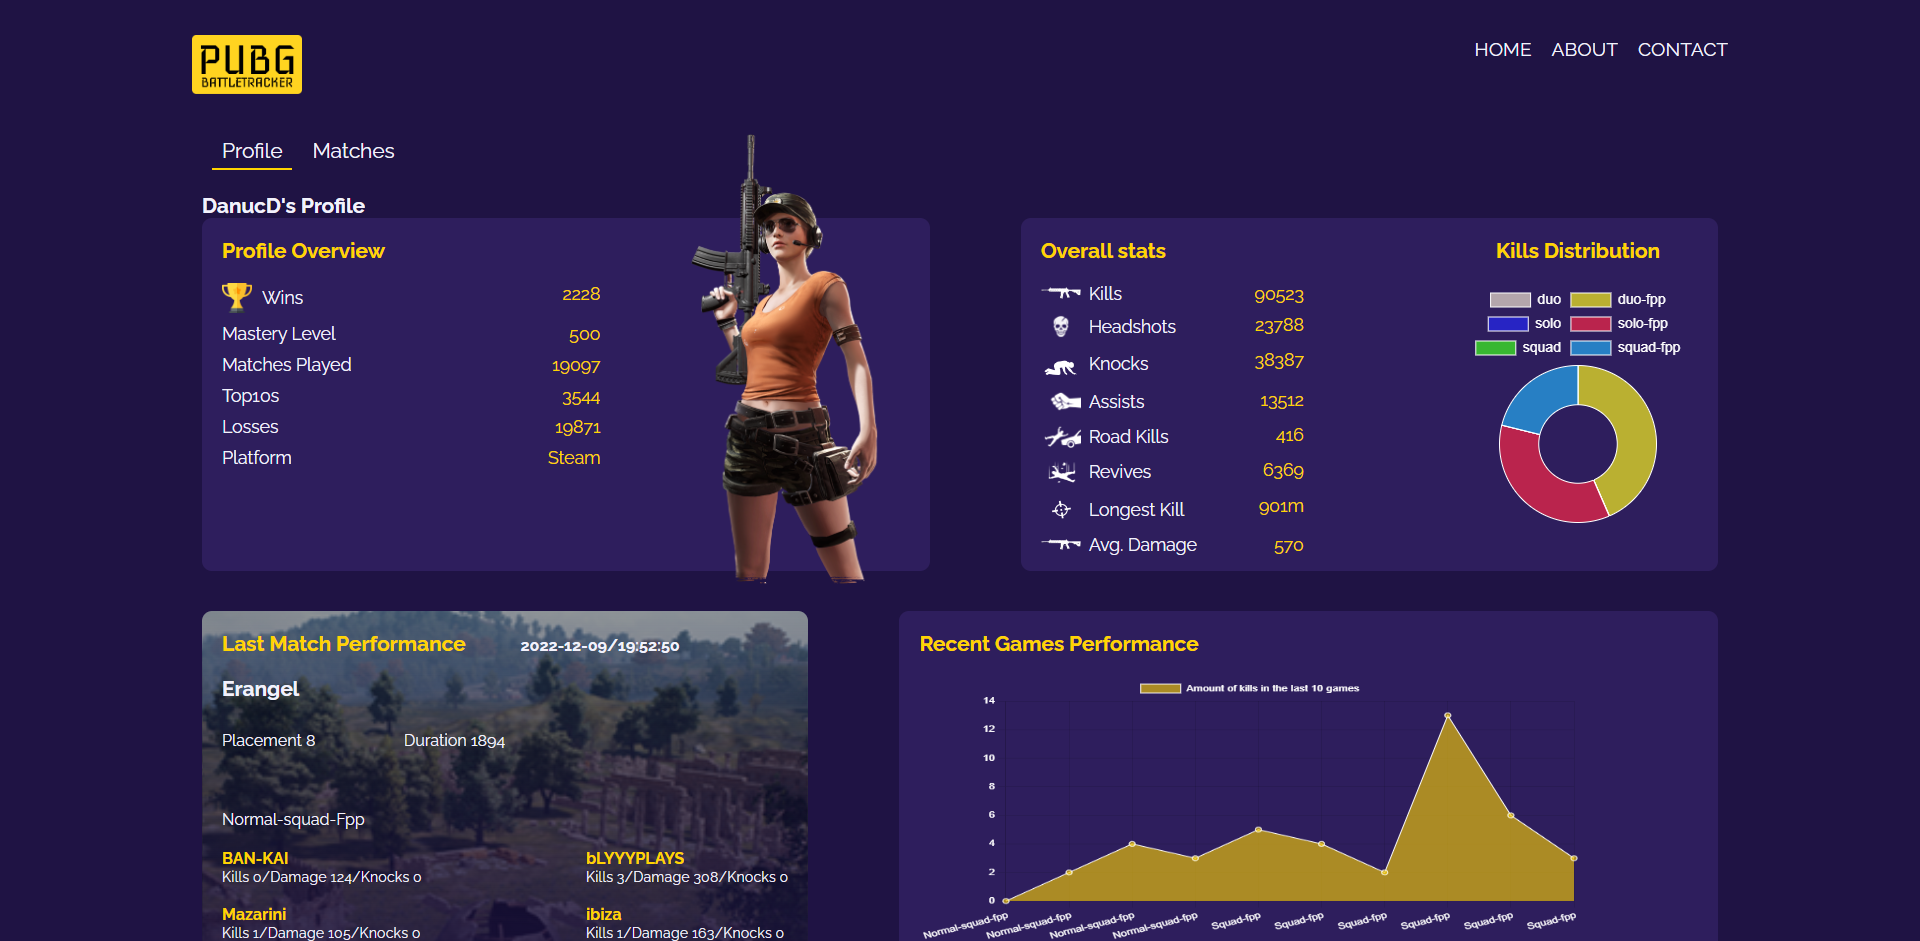 PUBG
BATTLETRACKER
HOME ABOUT CONTACT
Profile Matches
DanucD's Profile
Profile Overview
Wins 2228
Mastery Level 500
Matches Played 19097
Top10s 3544
Losses 19871
Platform Steam
Overall stats
Kills 90523
Headshots 23788
Knocks 38387
Assists 13512
Road Kills 416
Revives 6369
Longest Kill 901m
Avg. Damage 570
Kills Distribution
duo duo-fpp
solo solo-fpp
squad squad-fpp
Last Match Performance 2022-12-09/19:52:50
Erangel
Placement 8 Duration 1894
Normal-squad-Fpp
BAN-KAI
Kills 0/Damage 124/Knocks 0
bLYYYPLAYS
Kills 3/Damage 308/Knocks 0
Mazarini
Kills 1/Damage 105/Knocks 0
ibiza
Kills 1/Damage 163/Knocks 0
Recent Games Performance
Amount of kills in the last 10 games
14
12
10
8
6
4
2
0
Normal-squad-fpp Normal-squad-fpp Normal-squad-fpp Normal-squad-fpp Squad-fpp Squad-fpp Squad-fpp Squad-fpp Squad-fpp Squad-fpp